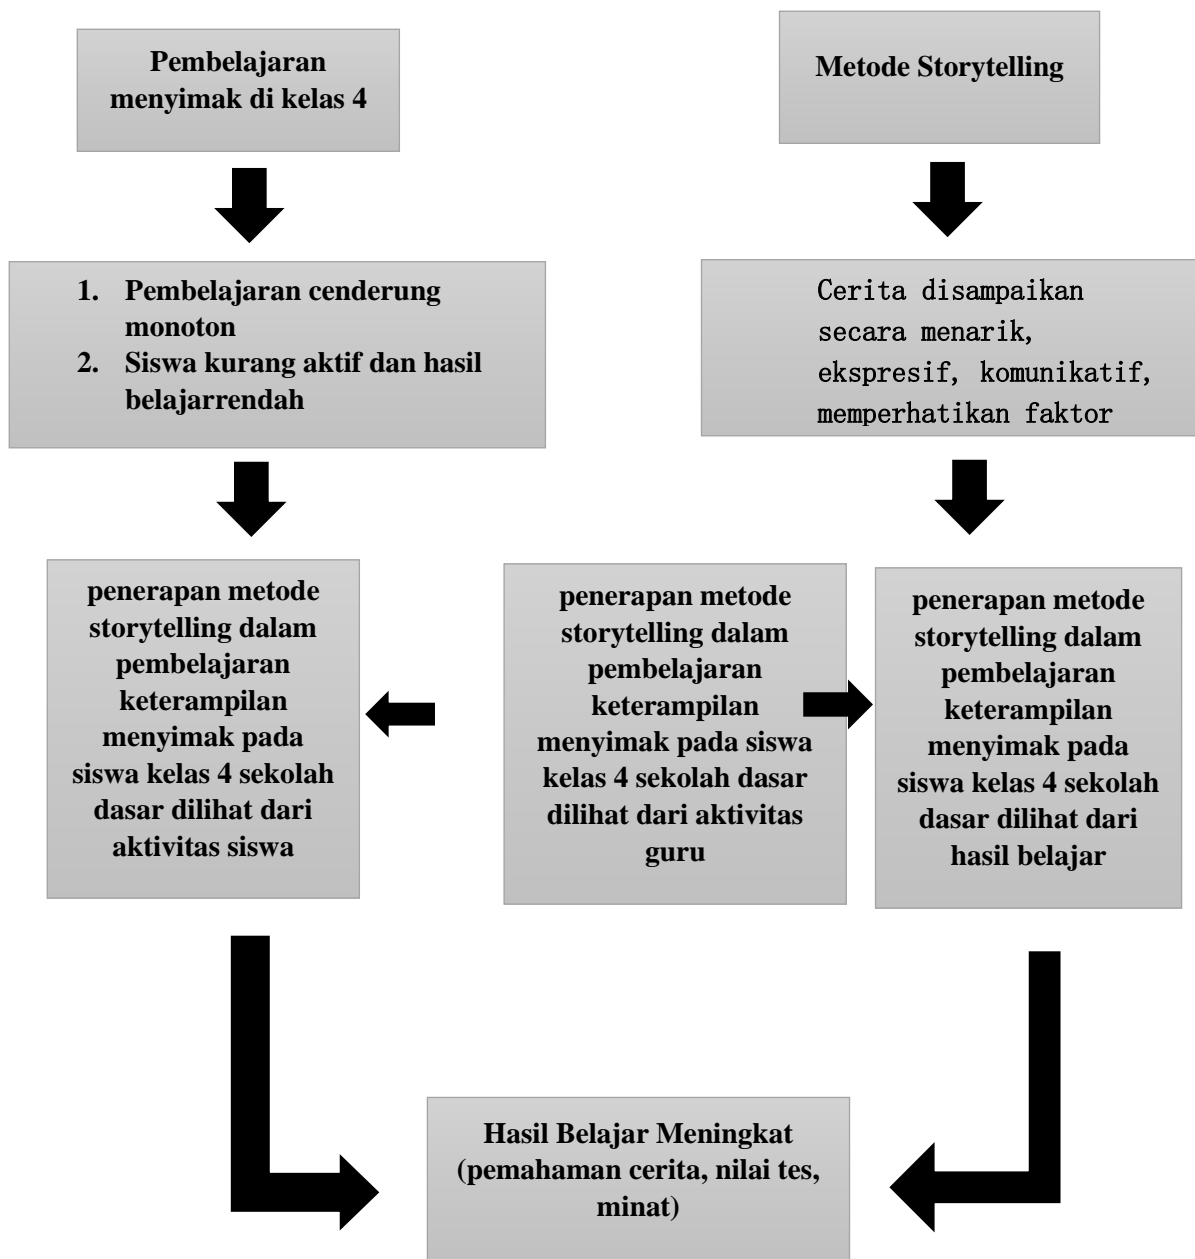 Pembelajaran
menyimak di kelas 4
Metode Storytelling
1. Pembelajaran cenderung
monoton
2. Siswa kurang aktif dan hasil
belajarrendah
Cerita disampaikan
secara menarik,
ekspresif, komunikatif,
memperhatikan faktor
penerapan metode
storytelling dalam
pembelajaran
keterampilan
menyimak pada
siswa kelas 4 sekolah
dasar dilihat dari
aktivitas siswa
penerapan metode
storytelling dalam
pembelajaran
keterampilan
menyimak pada siswa
kelas 4 sekolah dasar
dilihat dari aktivitas
guru
penerapan metode
storytelling dalam
pembelajaran
keterampilan
menyimak pada
siswa kelas 4 sekolah
dasar dilihat dari
hasil belajar
Hasil Belajar Meningkat
(pemahaman cerita, nilai tes,
minat)